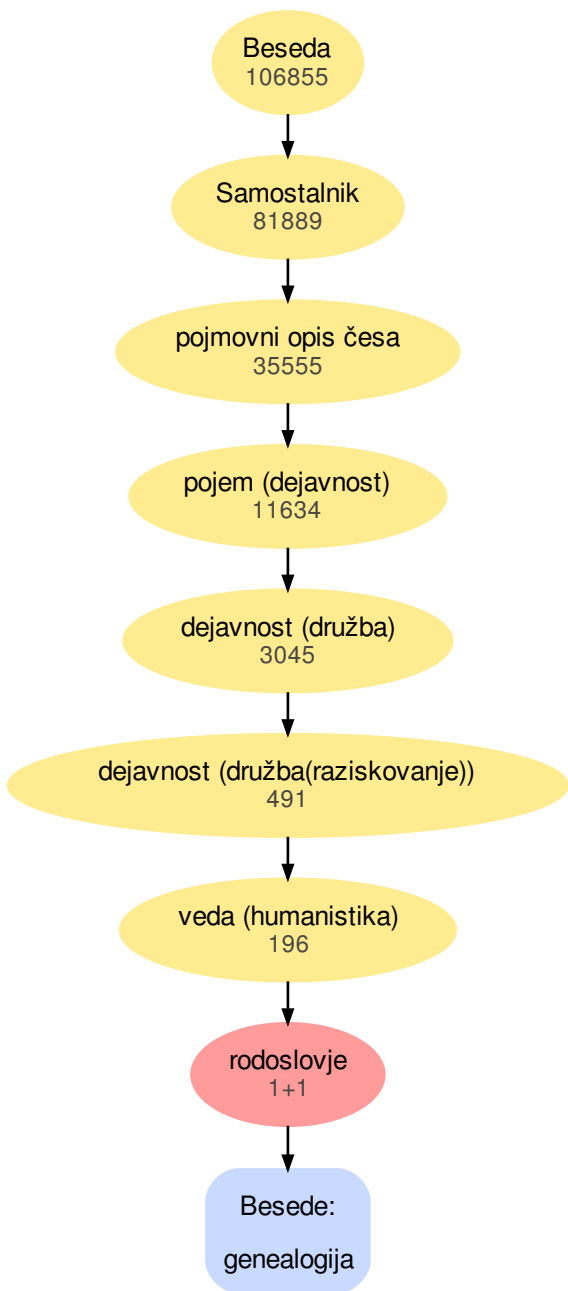 Beseda
106855
Samostalnik
81889
pojmovni opis česa
35555
pojem (dejavnost)
11634
dejavnost (družba)
3045
dejavnost (družba(raziskovanje))
491
veda (humanistika)
196
rodoslovje
1+1
Besede:
genealogija